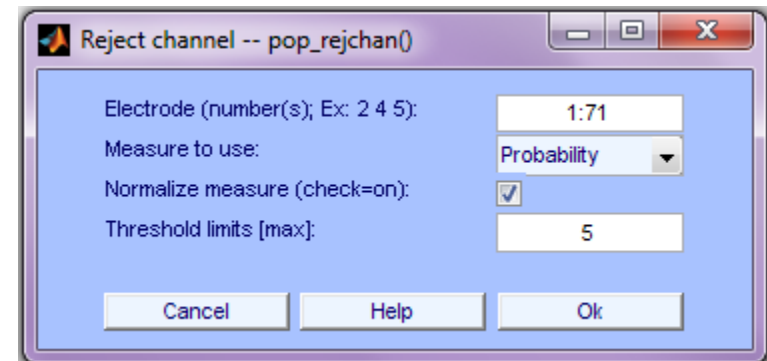 Reject channel -- pop_rejchan()
Electrode (number(s); Ex: 2 4 5): 1:71
Measure to use: Probability
Normalize measure (check=on):
Threshold limits [max]: 5
Cancel Help Ok